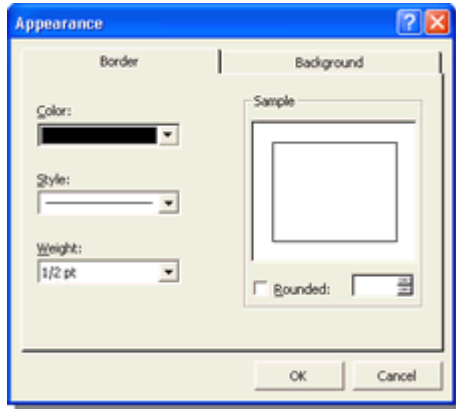 Appearance
Border
Background
Color:
Sample
Style:
Weight:
1/2 pt
Rounded:
OK
Cancel